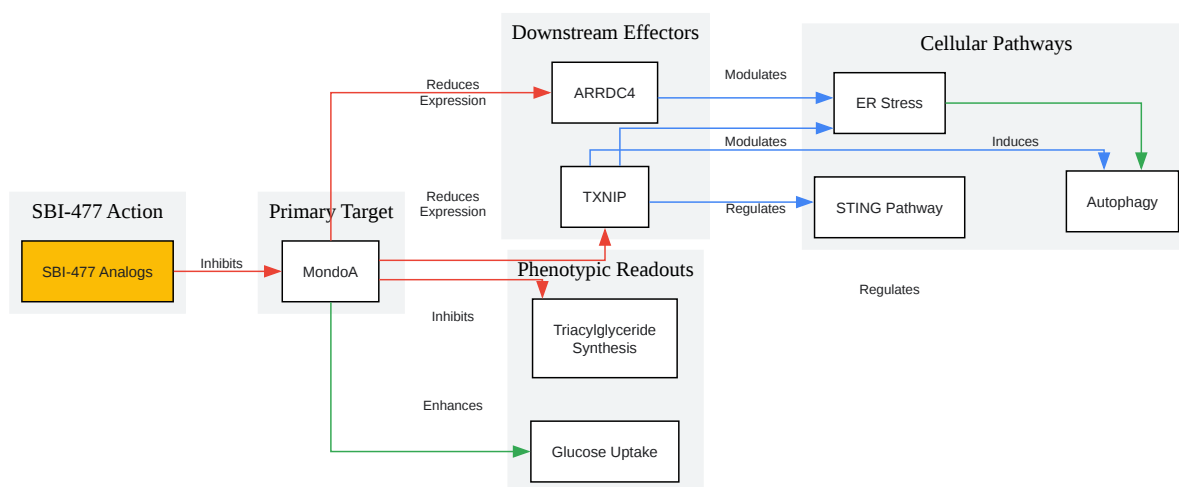 Downstream Effectors
Cellular Pathways
Reduces
Expression
ARRDC4
Modulates
ER Stress
Modulates
Induces
SBI-477 Action
Primary Target
Reduces
Expression
TXNIP
Regulates
STING Pathway
Autophagy
SBI-477 Analogs
Inhibits
MondoA
Phenotypic Readouts
Regulates
Inhibits
Triacylglyceride
Synthesis
Enhances
Glucose Uptake